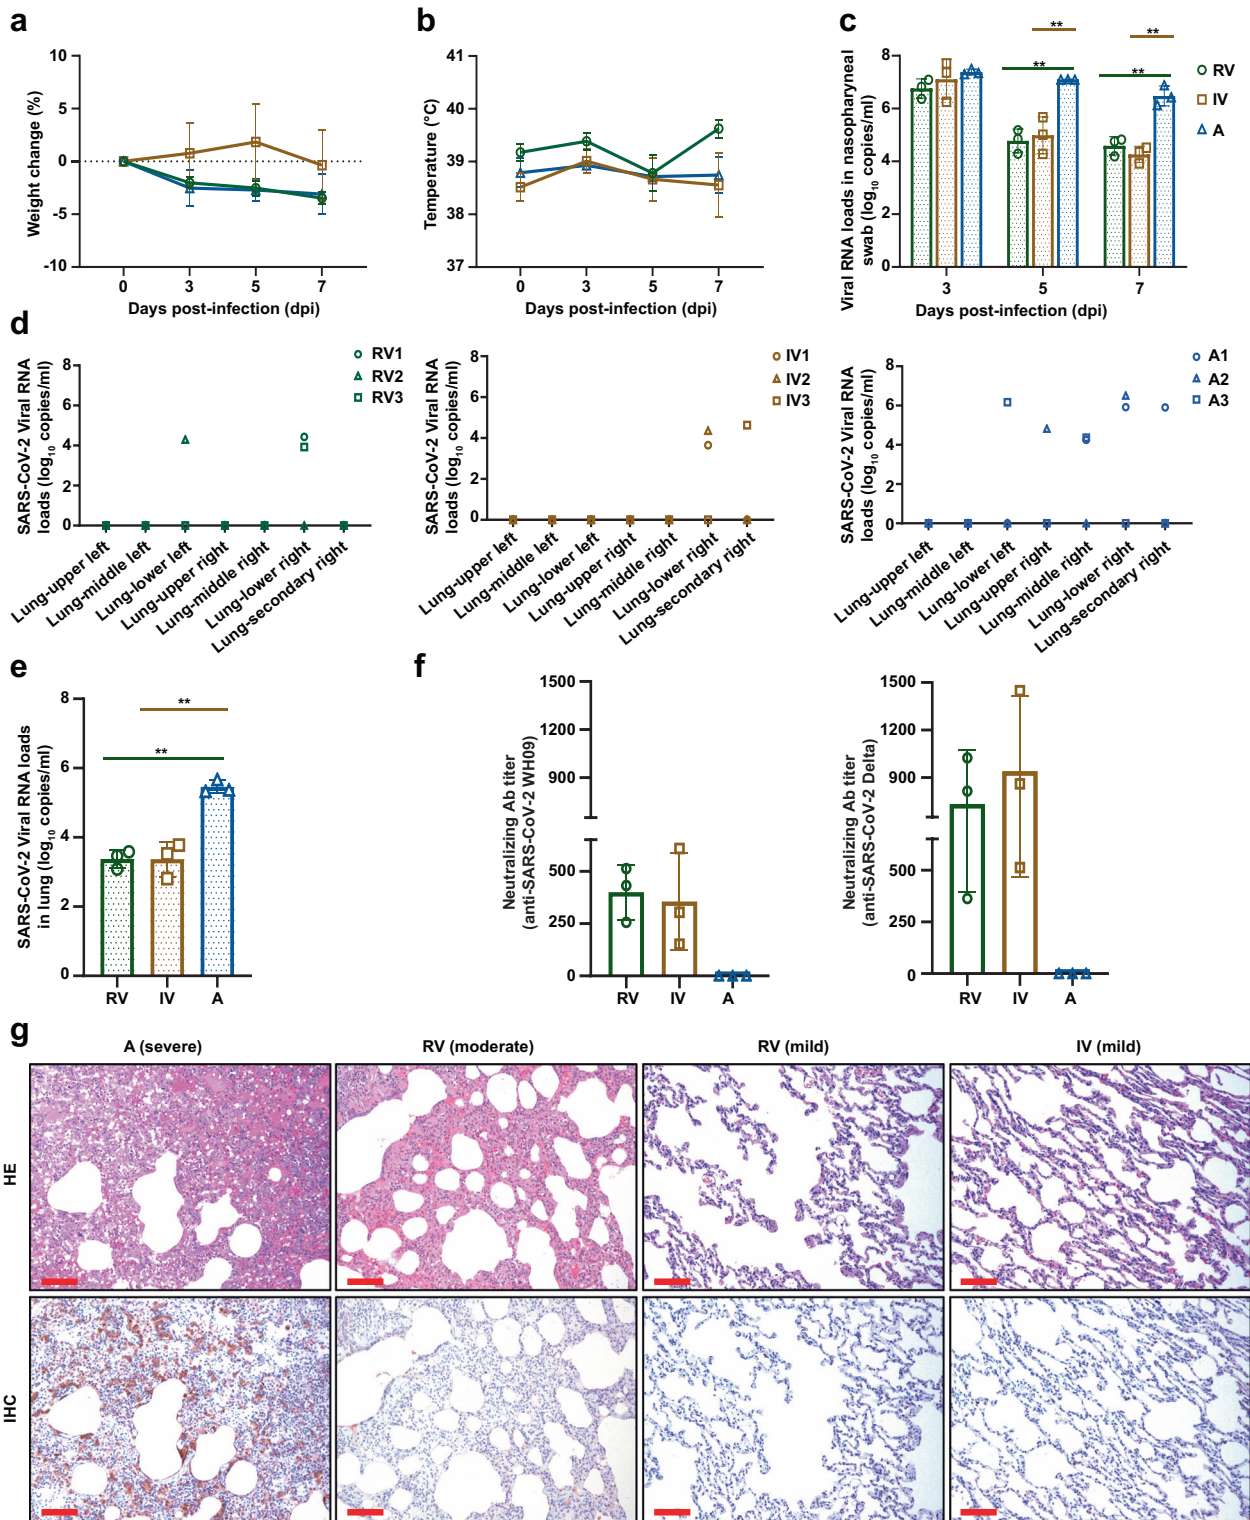 a
Weight change (%)
10
5
0
-5
-10
0 3 5 7
Days post-infection (dpi)
b
Temperature (°C)
41
40
39
38
37
0 3 5 7
Days post-infection (dpi)
c
Viral RNA loads in nasopharyneal
swab (log10 copies/ml)
8
6
4
2
0
** **
** **
3 5 7
Days post-infection (dpi)
RV
IV
A
d
SARS-CoV-2 Viral RNA
loads (log10 copies/ml)
8
6
4
2
0
RV1
RV2
RV3
Lung-upper left
Lung-middle left
Lung-lower left
Lung-upper right
Lung-middle right
Lung-lower right
Lung-secondary right
SARS-CoV-2 Viral RNA
loads (log10 copies/ml)
8
6
4
2
0
IV1
IV2
IV3
Lung-upper left
Lung-middle left
Lung-lower left
Lung-upper right
Lung-middle right
Lung-lower right
Lung-secondary right
SARS-CoV-2 Viral RNA
loads (log10 copies/ml)
8
6
4
2
0
A1
A2
A3
Lung-upper left
Lung-middle left
Lung-lower left
Lung-upper right
Lung-middle right
Lung-lower right
Lung-secondary right
e
SARS-CoV-2 Viral RNA loads
in lung (log10 copies/ml)
8
6
4
2
0
**
**
RV IV A
f
Neutralizing Ab titer
(anti-SARS-CoV-2 WH09)
1500
1200
900
500
250
0
RV IV A
Neutralizing Ab titer
(anti-SARS-CoV-2 Delta)
1500
1200
900
500
250
0
RV IV A
g
A (severe) RV (moderate) RV (mild) IV (mild)
HE
IHC